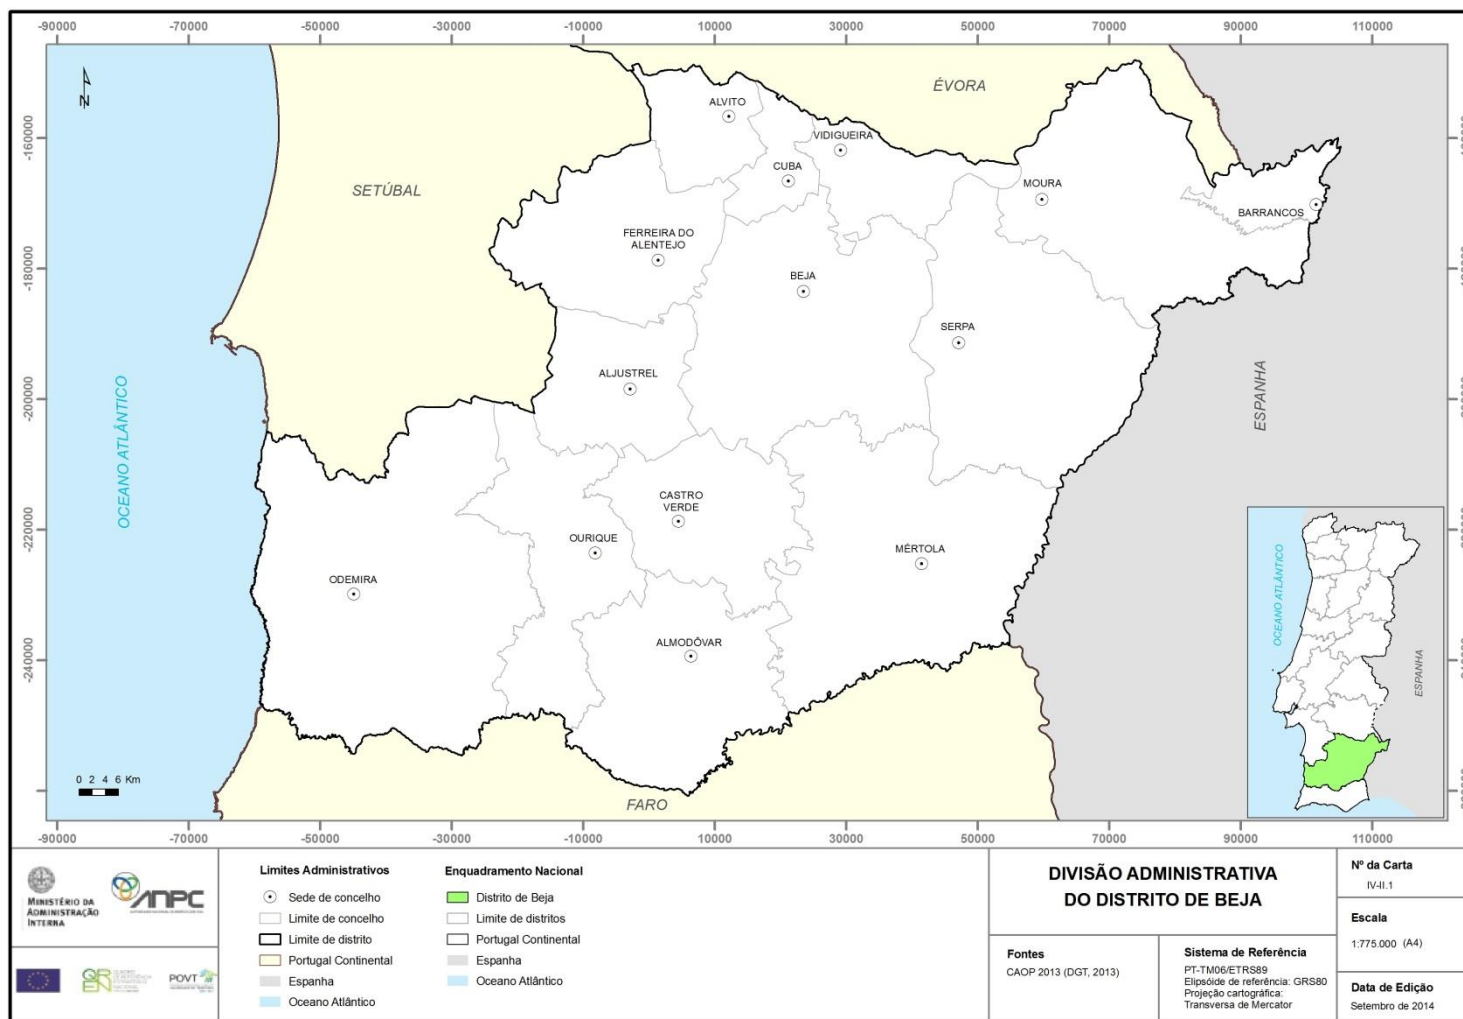 -90000 -70000 -50000 -30000 -10000 10000 30000 50000 70000 90000 110000
N
ÉVORA
ALVITO
VIDIGUEIRA
-160000
CUBA
SETÚBAL
MOURA
BARRANCOS
FERREIRA DO
ALENTEJO
-180000
BEJA
SERPA
ALJUSTREL
ESPANHA
-200000
OCEANO ATLÂNTICO
CASTRO
VERDE
-220000
OURIQUE
MÉRTOLA
ODEMIRA
OCEANO ATLÂNTICO
ALMODÔVAR
-240000
ESPANHA
0 2 4 6 Km
FARO
-90000 -70000 -50000 -30000 -10000 10000 30000 50000 70000 90000 110000
MINISTÉRIO DA
ADMINISTRAÇÃO
INTERNA
ANPC
QREN
POVT
Limites Administrativos
Sede de concelho
Limite de concelho
Limite de distrito
Portugal Continental
Espanha
Oceano Atlântico
Enquadramento Nacional
Distrito de Beja
Limite de distritos
Portugal Continental
Espanha
Oceano Atlântico
DIVISÃO ADMINISTRATIVA
DO DISTRITO DE BEJA
Fontes
CAOP 2013 (DGT, 2013)
Sistema de Referência
PT-TM06/ETRS89
Elipsóide de referência: GRS80
Projeção cartográfica:
Transversa de Mercator
Nº da Carta
IV-II.1
Escala
1:775.000 (A4)
Data de Edição
Setembro de 2014